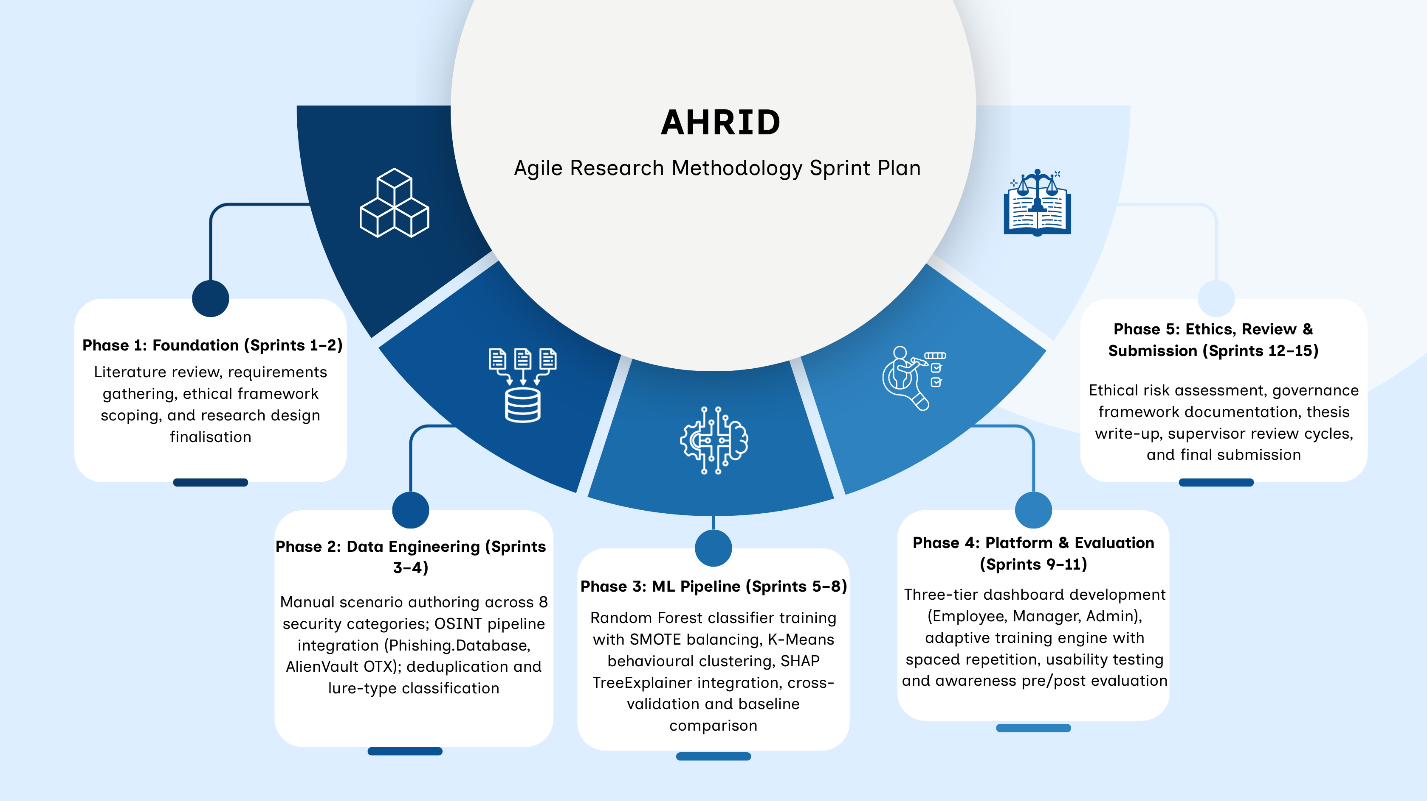 AHRID
Agile Research Methodology Sprint Plan
Phase 1: Foundation (Sprints 1–2)
Literature review, requirements
gathering, ethical framework
scoping, and research design
finalisation
Phase 2: Data Engineering (Sprints
3–4)
Manual scenario authoring across 8
security categories; OSINT pipeline
integration (Phishing.Database,
AlienVault OTX); deduplication and
lure-type classification
Phase 3: ML Pipeline (Sprints 5–8)
Random Forest classifier training
with SMOTE balancing, K-Means
behavioural clustering, SHAP
TreeExplainer integration, cross-
validation and baseline
comparison
Phase 4: Platform & Evaluation
(Sprints 9–11)
Three-tier dashboard development
(Employee, Manager, Admin),
adaptive training engine with
spaced repetition, usability testing
and awareness pre/post evaluation
Phase 5: Ethics, Review &
Submission (Sprints 12–15)
Ethical risk assessment, governance
framework documentation, thesis
write-up, supervisor review cycles,
and final submission